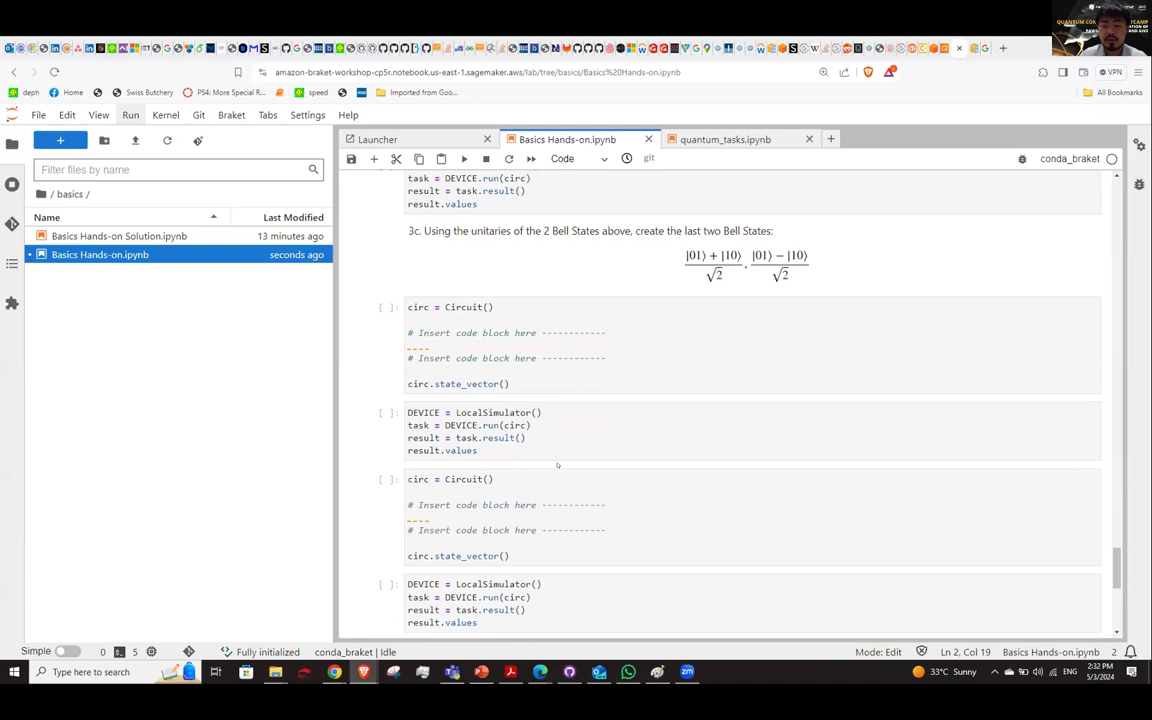 QUANTUM CO
TCAMP
amazon-braket-workshop-cp5r.notebook.us-east-1.sagemaker.aws/lab/tree/basics/Basics%20Hands-on.ipynb
VPN
deph
Home
Swiss Butchery
PS4: More Special R...
speed
Imported from Goo...
All Bookmarks
File Edit View Run Kernel Git Braket Tabs Settings Help
Launcher
Basics Hands-on.ipynb
quantum_tasks.ipynb
Code
git
conda_braket
Filter files by name
/ basics /
Name
Last Modified
Basics Hands-on Solution.ipynb
13 minutes ago
Basics Hands-on.ipynb
seconds ago
task = DEVICE.run(circ)
result = task.result()
result.values
3c. Using the unitaries of the 2 Bell States above, create the last two Bell States:
|01⟩ + |10⟩ , |01⟩ − |10⟩
√2 √2
[ ]: circ = Circuit()
# Insert code block here ------------
----
# Insert code block here ------------
circ.state_vector()
[ ]: DEVICE = LocalSimulator()
task = DEVICE.run(circ)
result = task.result()
result.values
[ ]: circ = Circuit()
# Insert code block here ------------
----
# Insert code block here ------------
circ.state_vector()
[ ]: DEVICE = LocalSimulator()
task = DEVICE.run(circ)
result = task.result()
result.values
Simple
0
5
Fully initialized
conda_braket | Idle
Mode: Edit
Ln 2, Col 19
Basics Hands-on.ipynb
2
Type here to search
33°C Sunny
ENG
2:32 PM
5/3/2024